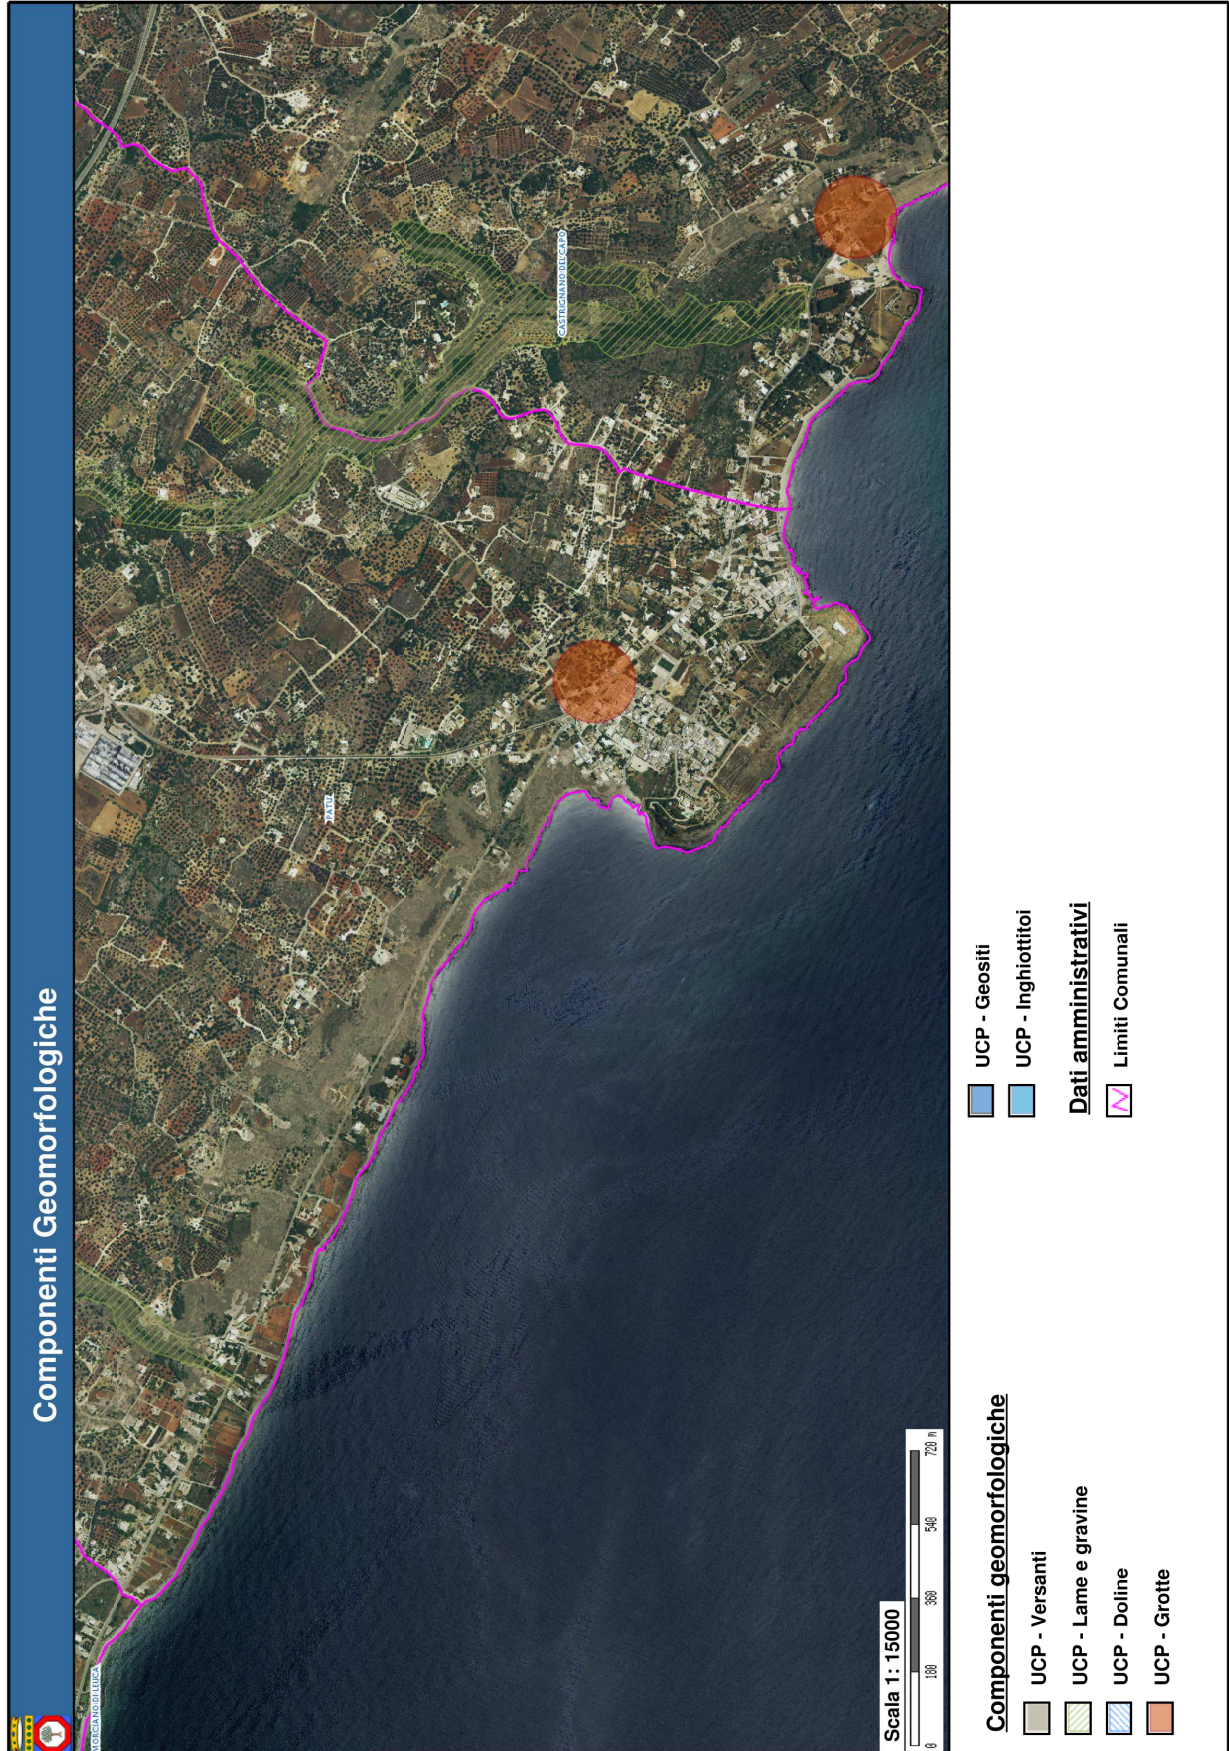 Componenti Geomorfologiche
MORCIANO DI LEUCA
PATU'
CASTRIGNANO DEL CAPO
Scala 1 : 15000
0 180 360 540 720 m
Componenti geomorfologiche
UCP - Versanti
UCP - Lame e gravine
UCP - Doline
UCP - Grotte
UCP - Geositi
UCP - Inghiottitoi
Dati amministrativi
Limiti Comunali